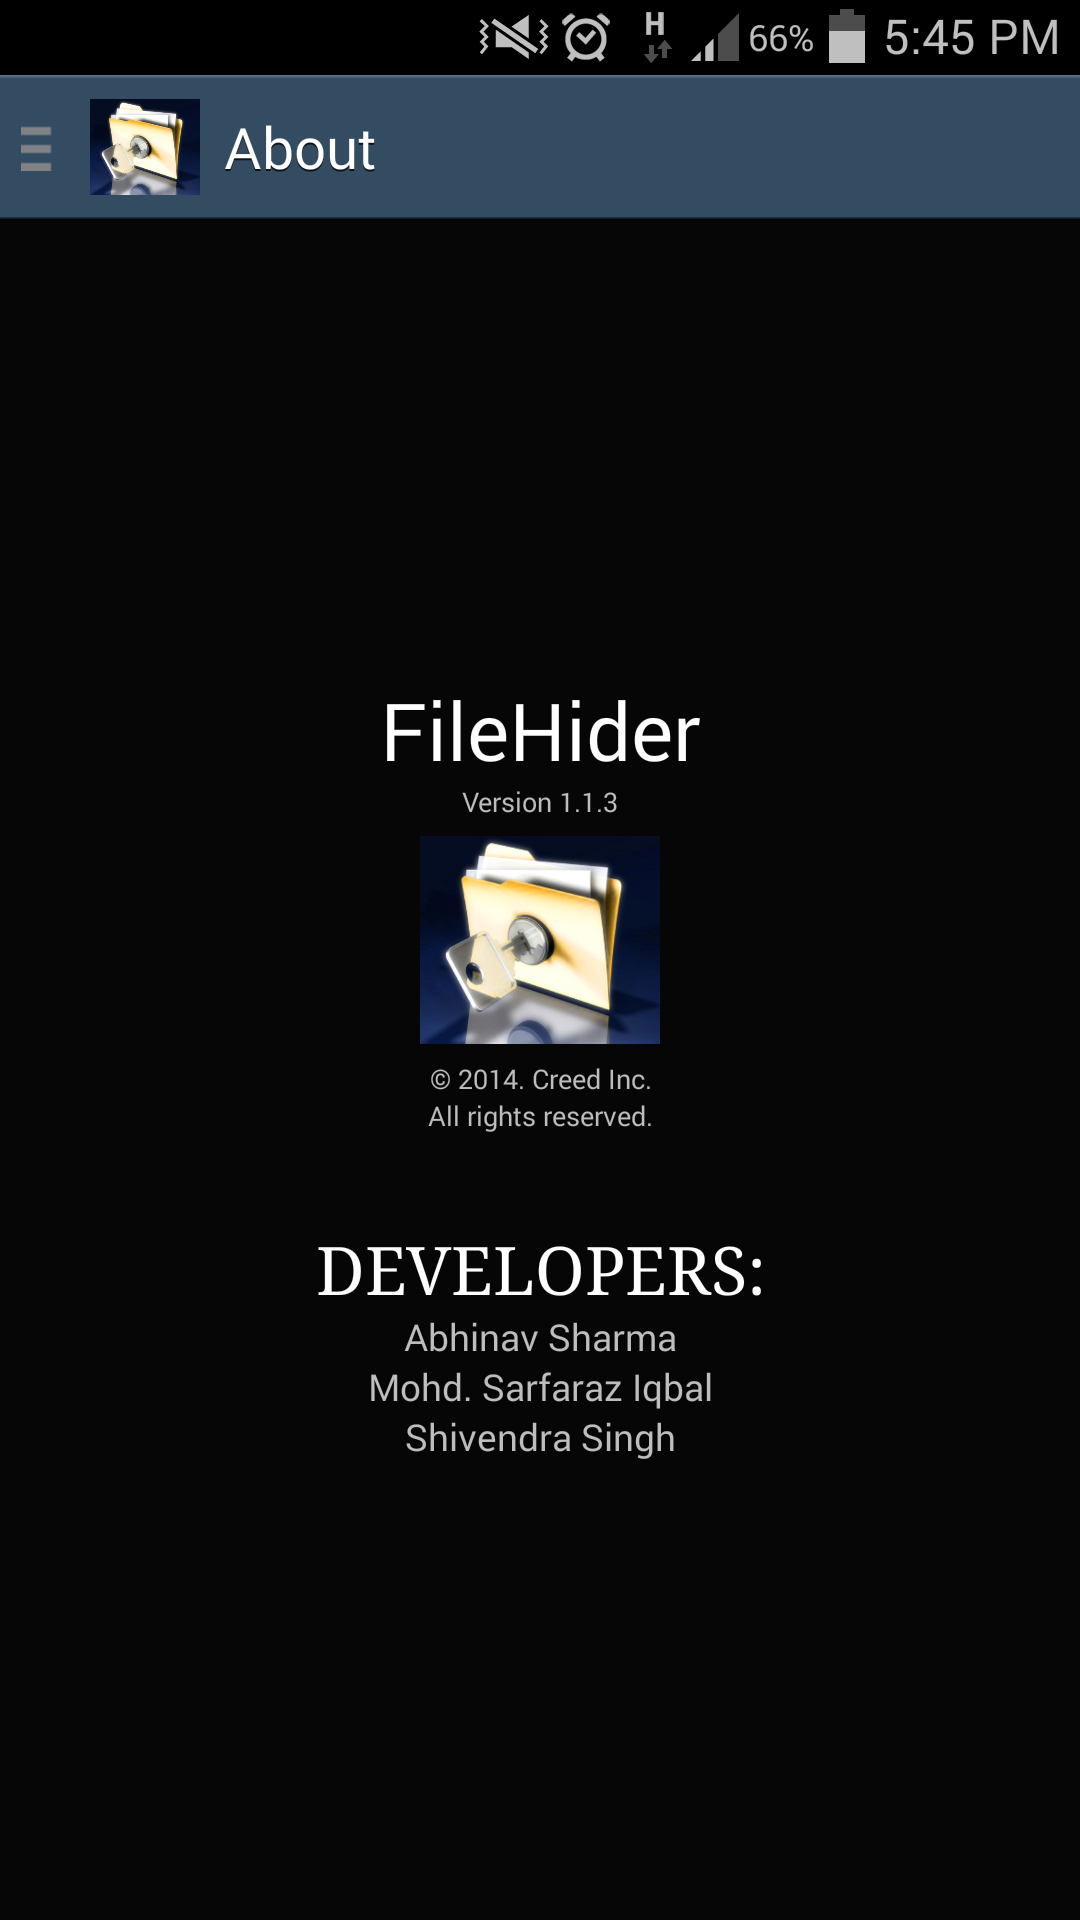 H
66%
5:45 PM
About
FileHider
Version 1.1.3
© 2014. Creed Inc.
All rights reserved.
DEVELOPERS:
Abhinav Sharma
Mohd. Sarfaraz Iqbal
Shivendra Singh